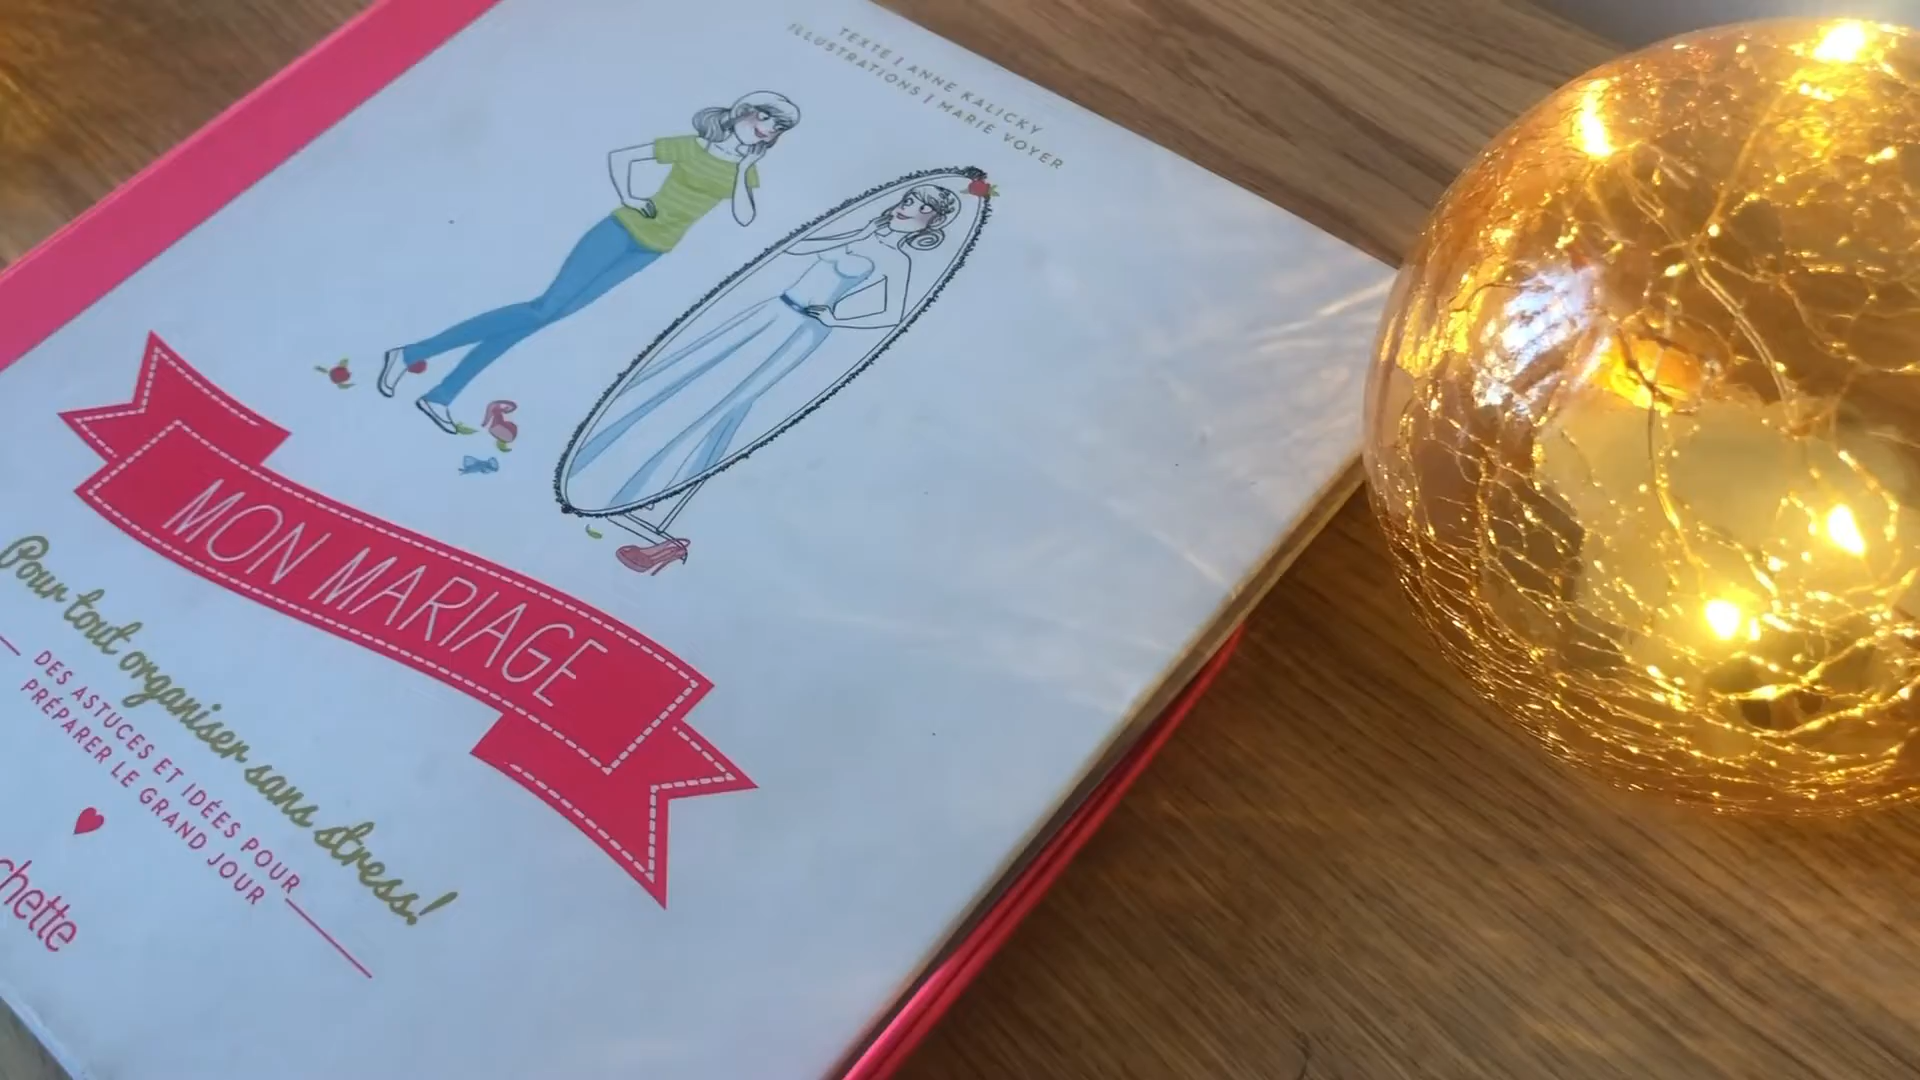 TEXTE | ANNE KALICKY
ILLUSTRATIONS | MARIE VOYER
MON MARIAGE
Pour tout organiser sans stress!
DES ASTUCES ET IDÉES POUR
PRÉPARER LE GRAND JOUR
chette